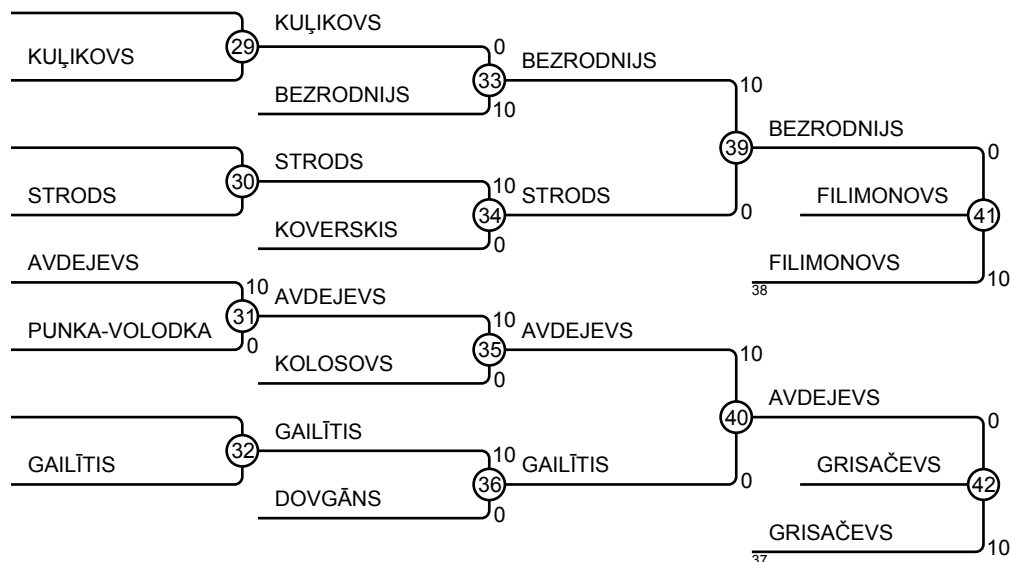 KUĻIKOVS
29
KUĻIKOVS
0
33
BEZRODNIJS
10
BEZRODNIJS
10
39
BEZRODNIJS
0
STRODS
30
STRODS
10
34
STRODS
0
KOVERSKIS
0
FILIMONOVS
41
FILIMONOVS
38
10
AVDEJEVS
10
31
AVDEJEVS
10
PUNKA-VOLODKA
0
35
AVDEJEVS
10
KOLOSOVS
0
40
AVDEJEVS
0
GAILĪTIS
32
GAILĪTIS
10
36
GAILĪTIS
0
DOVGĀNS
0
GRISAČEVS
42
GRISAČEVS
37
10